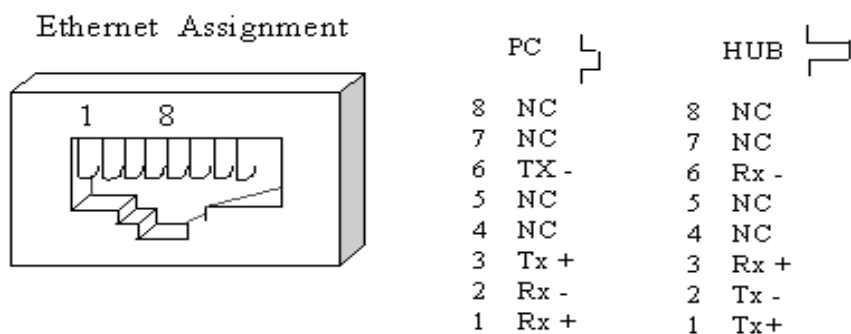 Ethernet Assignment
1 8
PC
8 NC
7 NC
6 TX -
5 NC
4 NC
3 Tx +
2 Rx -
1 Rx +
HUB
8 NC
7 NC
6 Rx -
5 NC
4 NC
3 Rx +
2 Tx -
1 Tx+